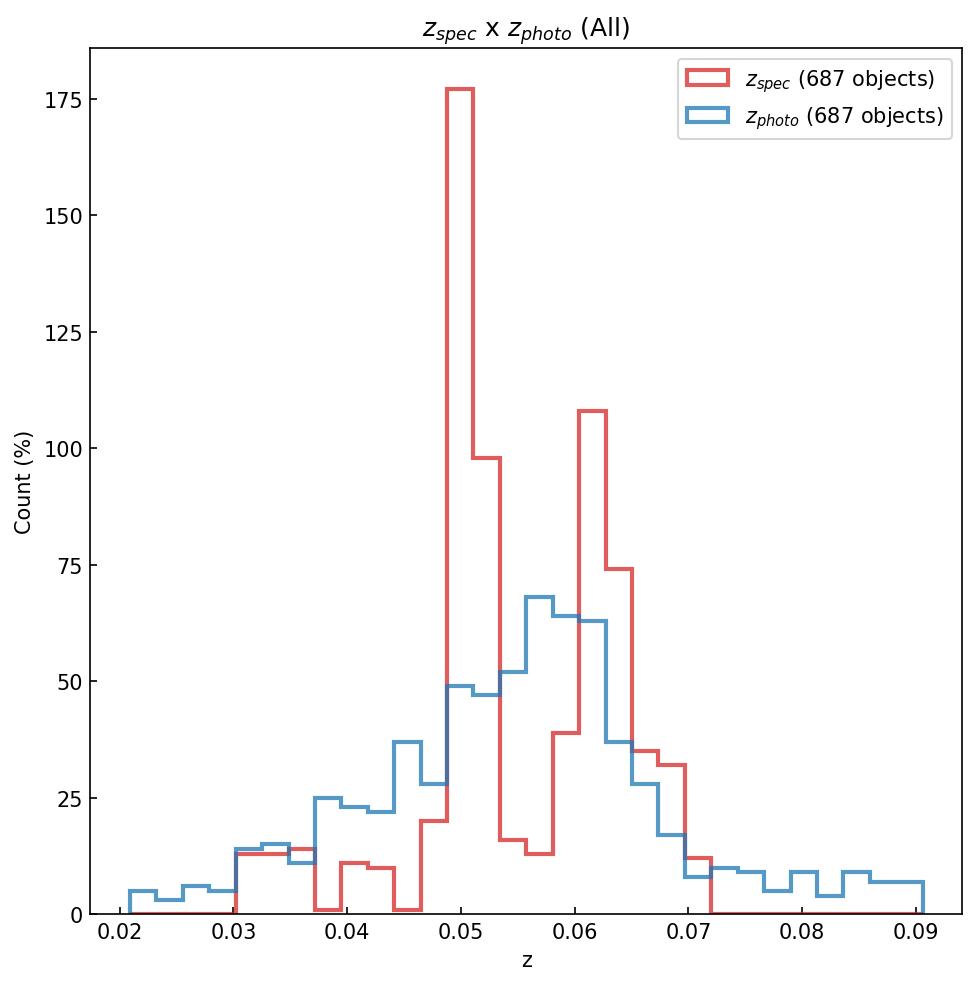 z_spec x z_photo (All)
z_spec (687 objects)
z_photo (687 objects)
Count (%)
175
150
125
100
75
50
25
0
0.02 0.03 0.04 0.05 0.06 0.07 0.08 0.09
z